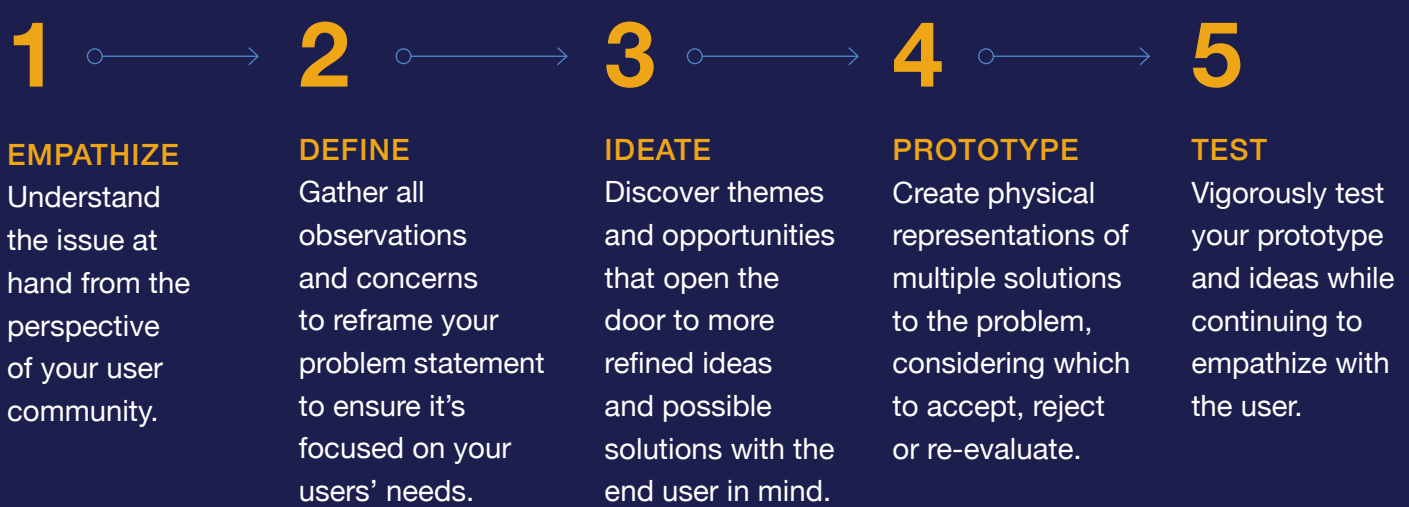 1
EMPATHIZE
Understand
the issue at
hand from the
perspective
of your user
community.
2
DEFINE
Gather all
observations
and concerns
to reframe your
problem statement
to ensure it's
focused on your
users' needs.
3
IDEATE
Discover themes
and opportunities
that open the
door to more
refined ideas
and possible
solutions with the
end user in mind.
4
PROTOTYPE
Create physical
representations of
multiple solutions
to the problem,
considering which
to accept, reject
or re-evaluate.
5
TEST
Vigorously test
your prototype
and ideas while
continuing to
empathize with
the user.